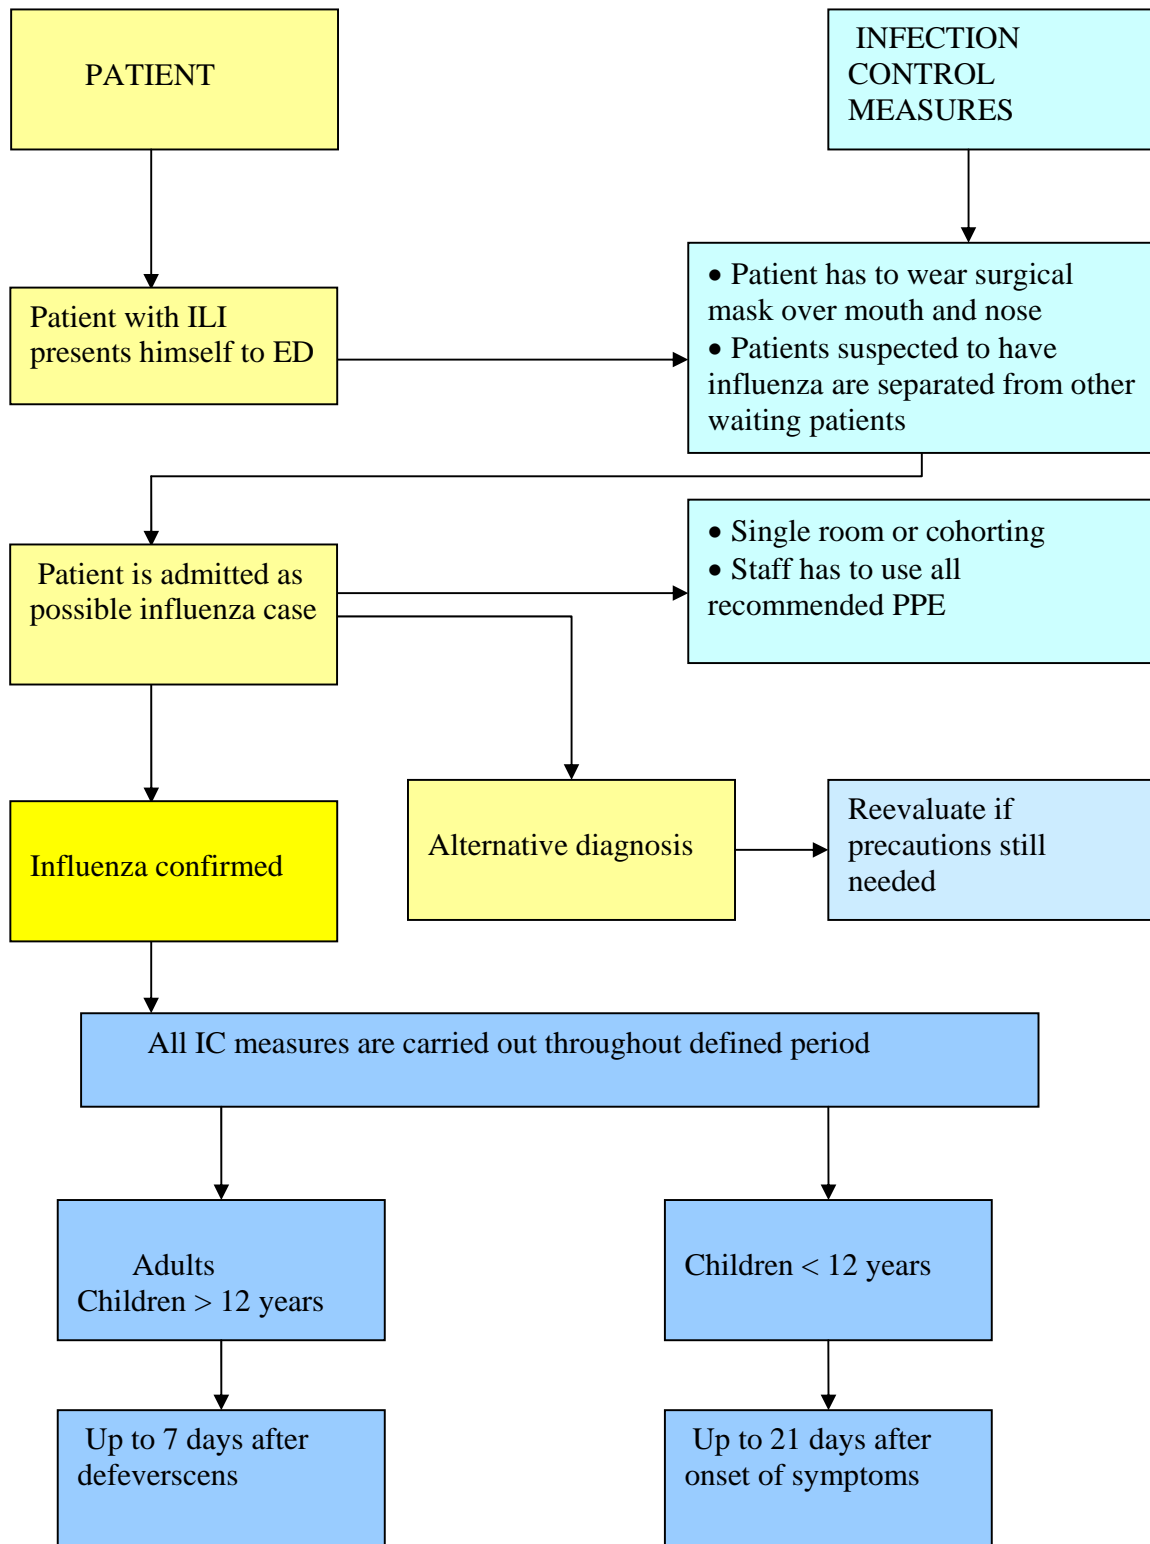 PATIENT
INFECTION
CONTROL
MEASURES
Patient with ILI
presents himself to ED
• Patient has to wear surgical
mask over mouth and nose
• Patients suspected to have
influenza are separated from other
waiting patients
Patient is admitted as
possible influenza case
• Single room or cohorting
• Staff has to use all
recommended PPE
Influenza confirmed
Alternative diagnosis
Reevaluate if
precautions still
needed
All IC measures are carried out throughout defined period
Adults
Children > 12 years
Children < 12 years
Up to 7 days after
defeverscens
Up to 21 days after
onset of symptoms